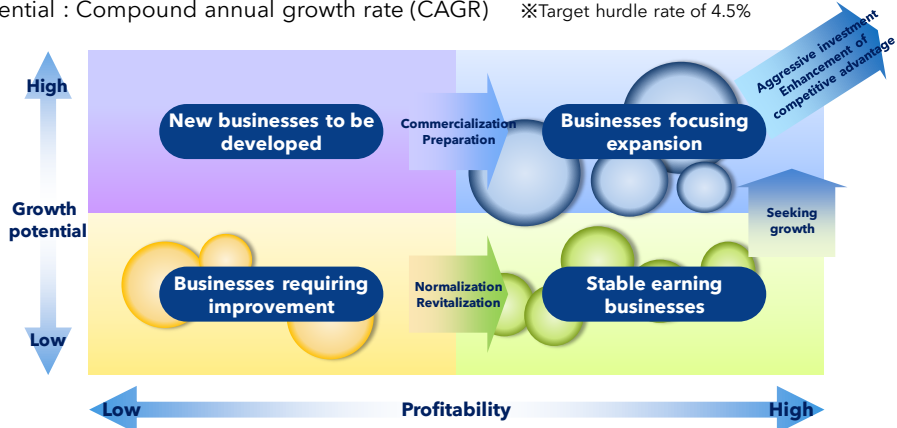 ential : Compound annual growth rate (CAGR) ※Target hurdle rate of 4.5%
Aggressive investment
Enhancement of
competitive advantage
High
New businesses to be
developed
Commercialization
Preparation
Businesses focusing
expansion
Growth
potential
Seeking
growth
Businesses requiring
improvement
Normalization
Revitalization
Stable earning
businesses
Low
Low
Profitability
High